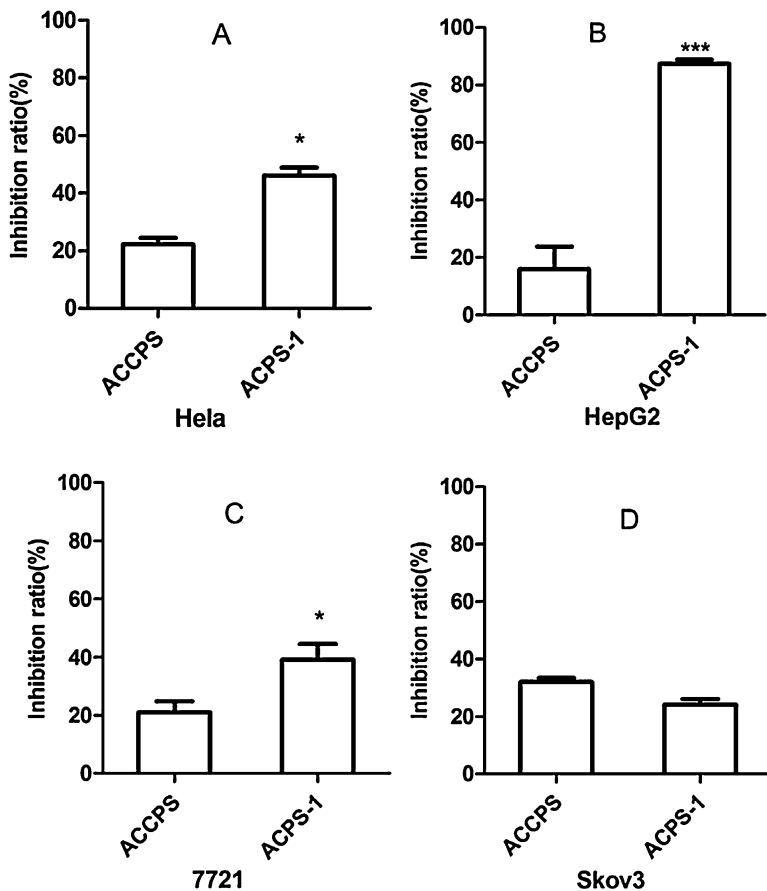 A
Inhibition ratio(%)
100
80
60
40
20
0
*
ACCPS
ACPS-1
Hela
B
Inhibition ratio(%)
100
80
60
40
20
0
***
ACCPS
ACPS-1
HepG2
C
Inhibition ratio(%)
100
80
60
40
20
0
*
ACCPS
ACPS-1
7721
D
Inhibition ratio(%)
100
80
60
40
20
0
ACCPS
ACPS-1
Skov3